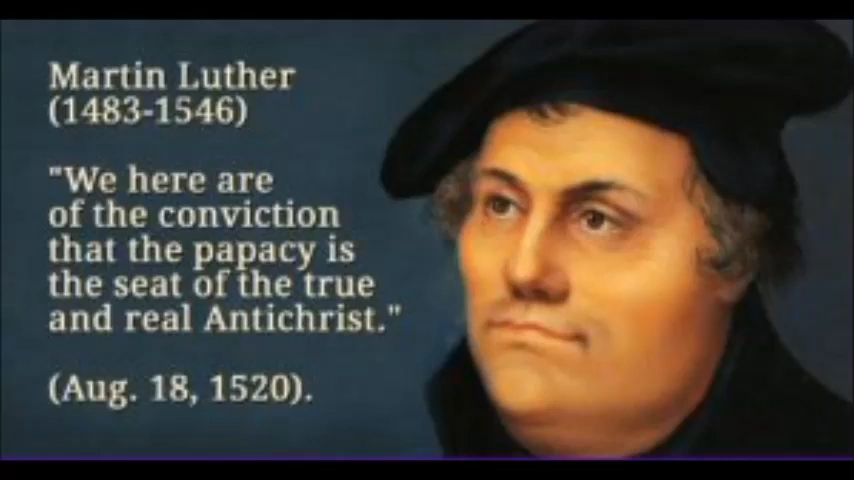 Martin Luther
(1483-1546)
"We here are
of the conviction
that the papacy is
the seat of the true
and real Antichrist."
(Aug. 18, 1520).